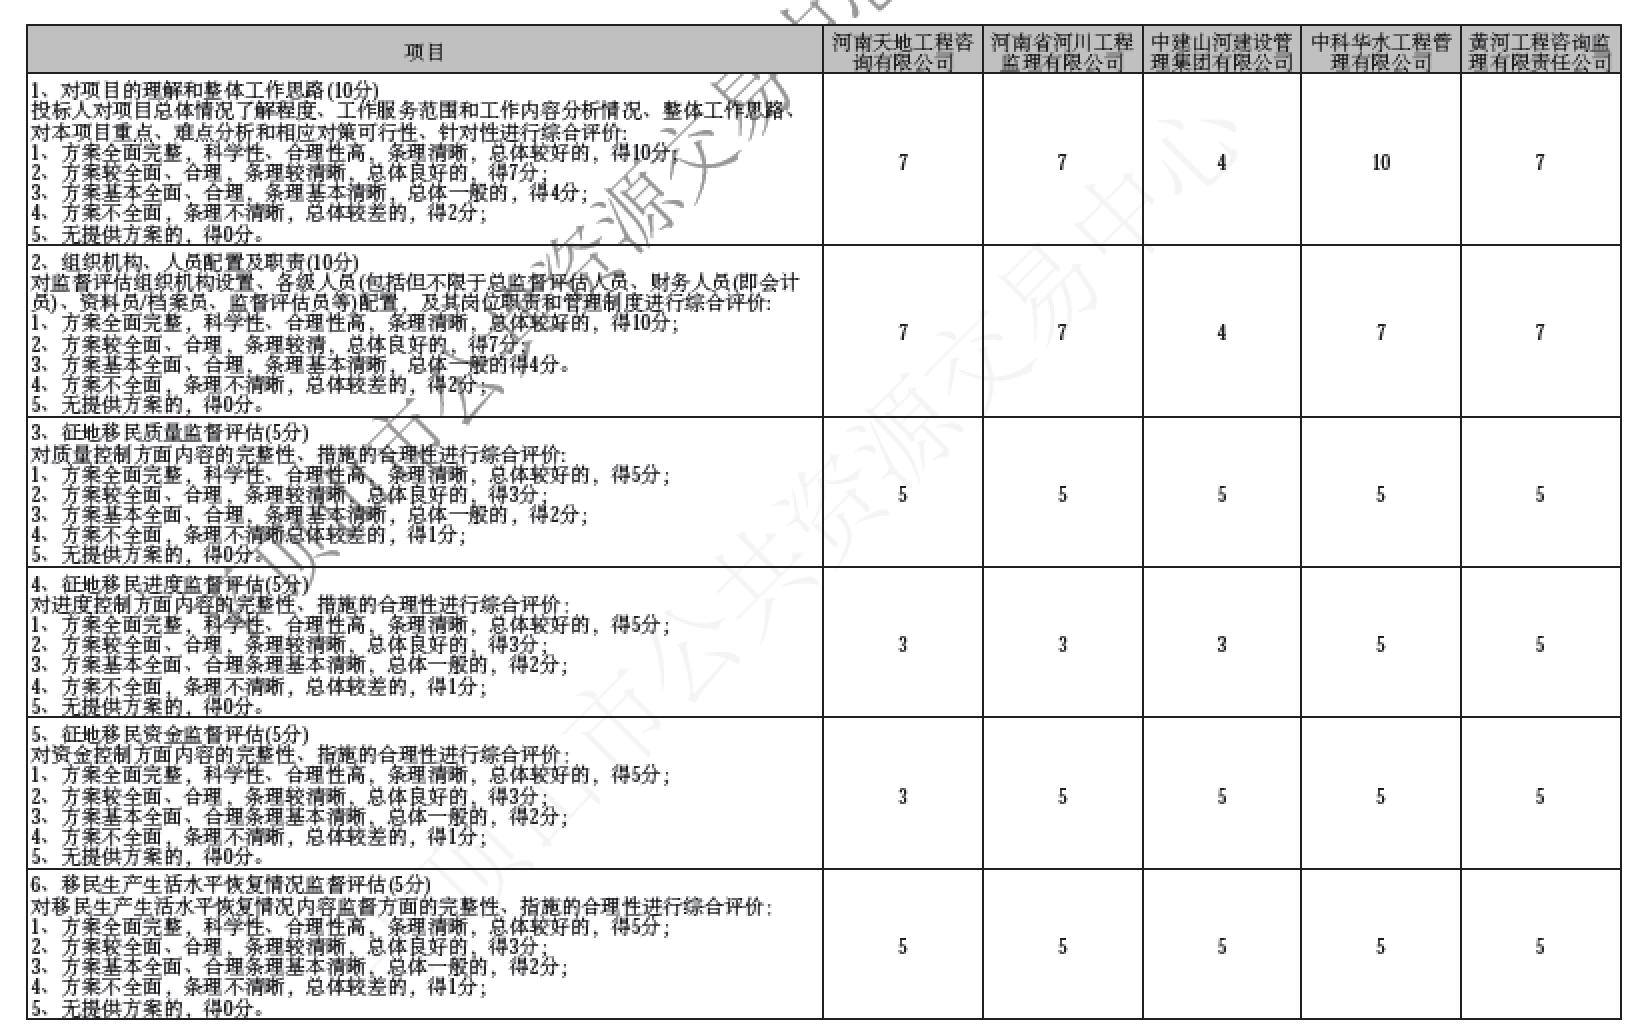 项目
河南天地工程咨
询有限公司
河南省河川工程
监理有限公司
中建山河建设管
理集团有限公司
中科华水工程管
理有限公司
黄河工程咨询监
理有限责任公司
1、对项目的理解和整体工作思路(10分)
投标人对项目总体情况了解程度、工作服务范围和工作内容分析情况、整体工作思路、
对本项目重点、难点分析和相应对策可行性、针对性进行综合评价:
1、方案全面完整，科学性、合理性高，条理清晰，总体较好的，得10分；
2、方案较全面、合理，条理较清晰，总体良好的，得7分；
3、方案基本全面、合理，条理基本清晰，总体一般的，得4分；
4、方案不全面，条理不清晰，总体较差的，得2分；
5、无提供方案的，得0分。
7
7
4
10
7
2、组织机构、人员配置及职责(10分)
对监督评估组织机构设置、各级人员(包括但不限于总监督评估人员、财务人员(即会计
员)、资料员/档案员、监督评估员等)配置，及其岗位职责和管理制度进行综合评价:
1、方案全面完整，科学性、合理性高，条理清晰，总体较好的，得10分；
2、方案较全面、合理，条理较清，总体良好的，得7分；
3、方案基本全面、合理，条理基本清晰，总体一般的得4分。
4、方案不全面，条理不清晰，总体较差的，得2分；
5、无提供方案的，得0分。
7
7
4
7
7
3、征地移民质量监督评估(5分)
对质量控制方面内容的完整性、措施的合理性进行综合评价:
1、方案全面完整，科学性、合理性高，条理清晰，总体较好的，得5分；
2、方案较全面、合理，条理较清晰，总体良好的，得3分；
3、方案基本全面、合理，条理基本清晰，总体一般的，得2分；
4、方案不全面，条理不清晰总体较差的，得1分；
5、无提供方案的，得0分。
5
5
5
5
5
4、征地移民进度监督评估(5分)
对进度控制方面内容的完整性、措施的合理性进行综合评价；
1、方案全面完整，科学性、合理性高，条理清晰，总体较好的，得5分；
2、方案较全面、合理，条理较清晰，总体良好的，得3分；
3、方案基本全面、合理条理基本清晰，总体一般的，得2分；
4、方案不全面，条理不清晰，总体较差的，得1分；
5、无提供方案的，得0分。
3
3
3
5
5
5、征地移民资金监督评估(5分)
对资金控制方面内容的完整性、措施的合理性进行综合评价；
1、方案全面完整，科学性、合理性高，条理清晰，总体较好的，得5分；
2、方案较全面、合理，条理较清晰，总体良好的，得3分；
3、方案基本全面、合理条理基本清晰，总体一般的，得2分；
4、方案不全面，条理不清晰，总体较差的，得1分；
5、无提供方案的，得0分。
3
5
5
5
5
6、移民生产生活水平恢复情况监督评估(5分)
对移民生产生活水平恢复情况内容监督方面的完整性、措施的合理性进行综合评价；
1、方案全面完整，科学性、合理性高，条理清晰，总体较好的，得5分；
2、方案较全面、合理，条理较清晰，总体良好的，得3分；
3、方案基本全面、合理条理基本清晰，总体一般的，得2分；
4、方案不全面，条理不清晰，总体较差的，得1分；
5、无提供方案的，得0分。
5
5
5
5
5
顶山市公共资源交易中心